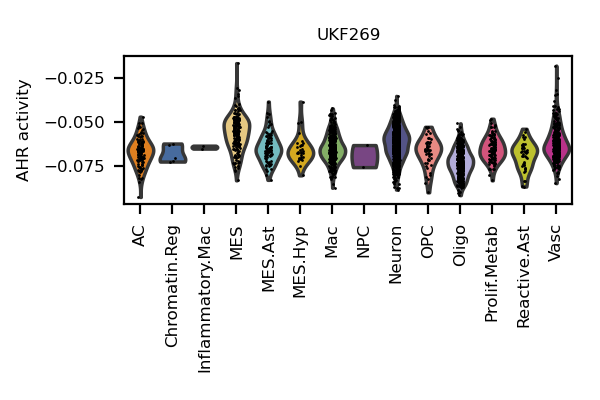 UKF269
AHR activity
−0.025
−0.050
−0.075
AC
Chromatin.Reg
Inflammatory.Mac
MES
MES.Ast
MES.Hyp
Mac
NPC
Neuron
OPC
Oligo
Prolif.Metab
Reactive.Ast
Vasc